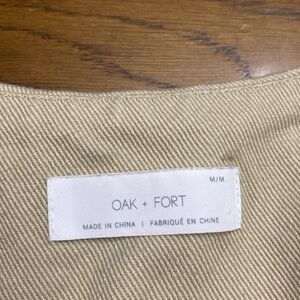 M/M
OAK + FORT
MADE IN CHINA | FABRIQUÉ EN CHINE